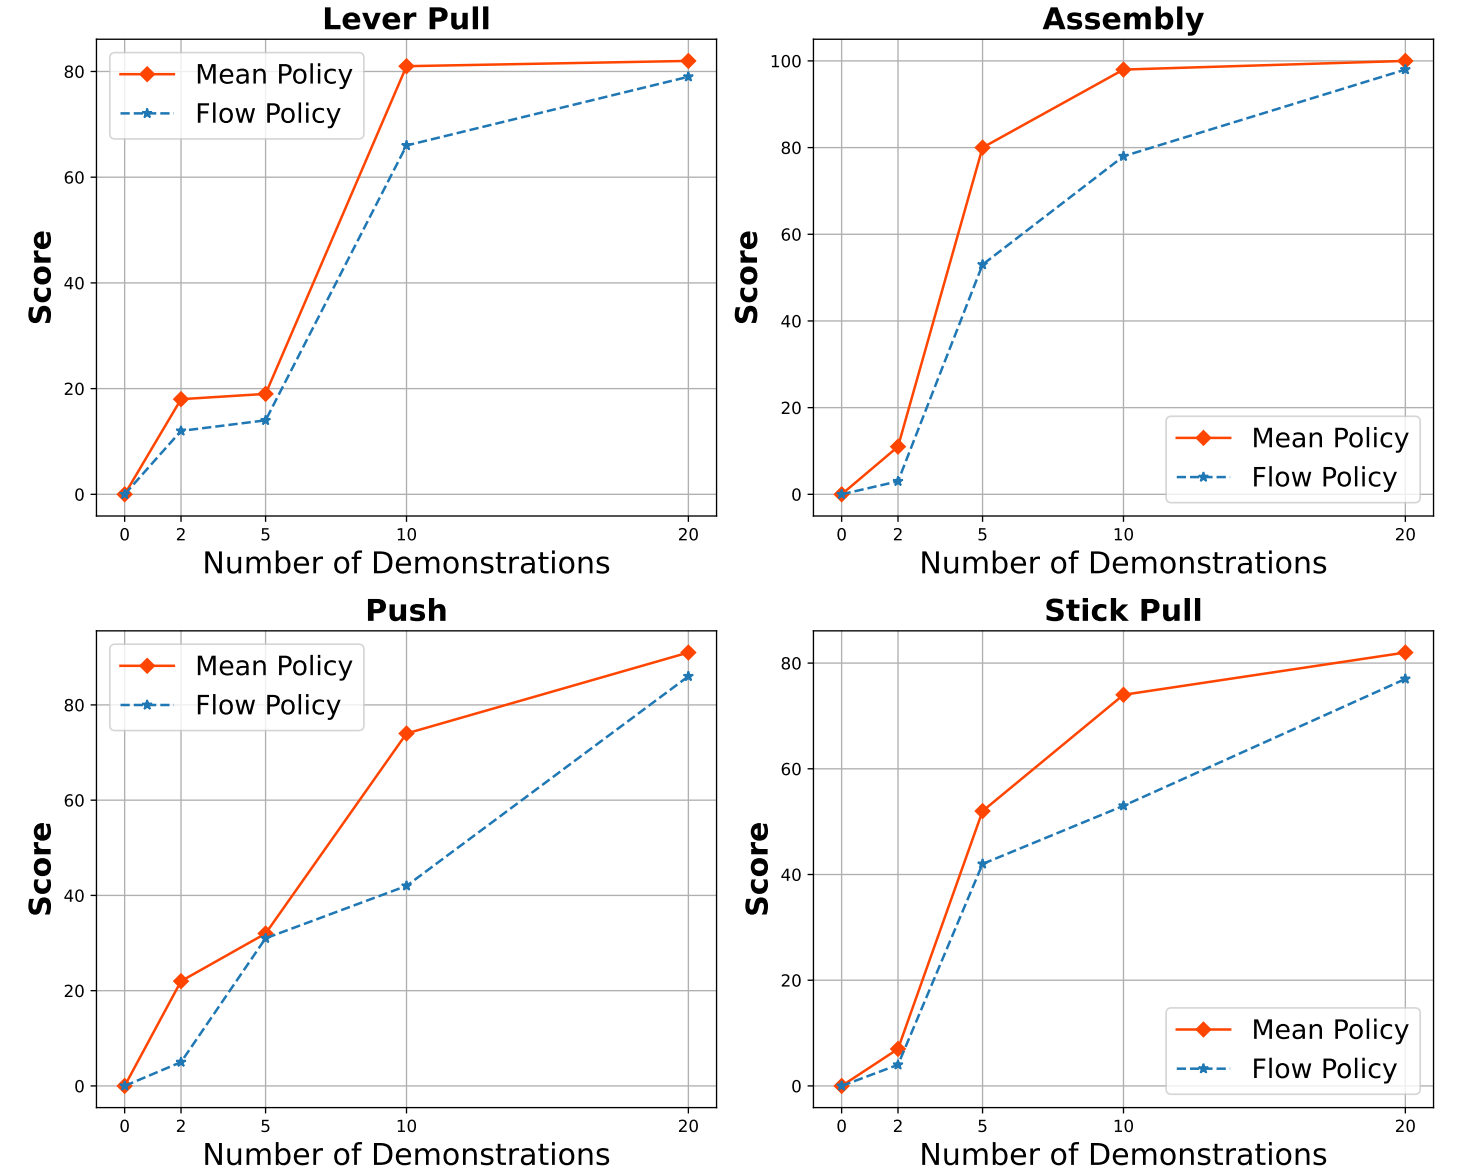 Lever Pull
Mean Policy
Flow Policy
Score
80
60
40
20
0
0 2 5 10 20
Number of Demonstrations
Assembly
Mean Policy
Flow Policy
Score
100
80
60
40
20
0
0 2 5 10 20
Number of Demonstrations
Push
Mean Policy
Flow Policy
Score
80
60
40
20
0
0 2 5 10 20
Number of Demonstrations
Stick Pull
Mean Policy
Flow Policy
Score
80
60
40
20
0
0 2 5 10 20
Number of Demonstrations